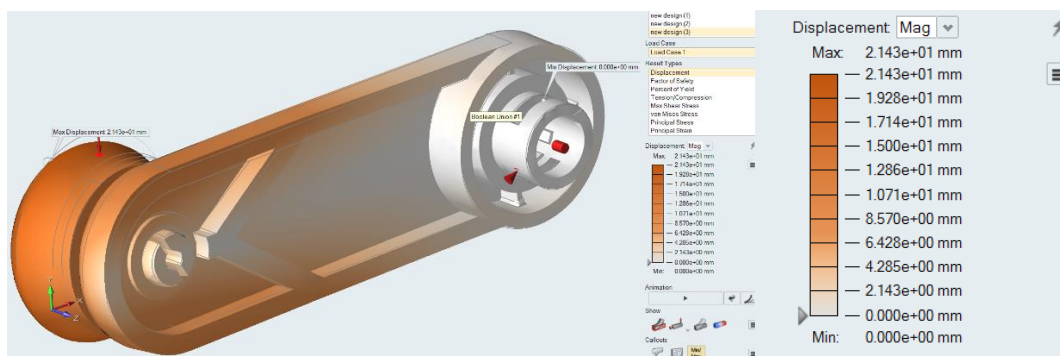 Max Displacement 2.143e+01 mm
Min Displacement 0.000e+00 mm
Boolean Union #1
Y
X
Z
new design (1)
new design (2)
new design (3)
Load Case
Load Case 1
Result Types
Displacement
Factor of Safety
Percent of Yield
Tension/Compression
Max Shear Stress
von Mises Stress
Principal Stress
Principal Strain
Displacement: Mag
Max: 2.143e+01 mm
2.143e+01 mm
1.928e+01 mm
1.714e+01 mm
1.500e+01 mm
1.286e+01 mm
1.071e+01 mm
8.570e+00 mm
6.428e+00 mm
4.285e+00 mm
2.143e+00 mm
0.000e+00 mm
Min: 0.000e+00 mm
Animation
Show
Callouts
Min/
Displacement: Mag
Max: 2.143e+01 mm
2.143e+01 mm
1.928e+01 mm
1.714e+01 mm
1.500e+01 mm
1.286e+01 mm
1.071e+01 mm
8.570e+00 mm
6.428e+00 mm
4.285e+00 mm
2.143e+00 mm
0.000e+00 mm
Min: 0.000e+00 mm